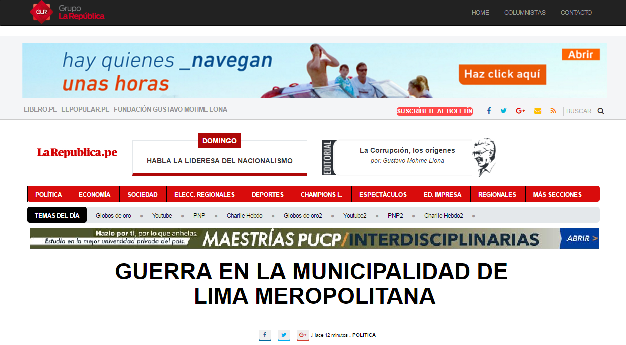 GLR
Grupo
La República
HOME
COLUMNISTAS
CONTACTO
hay quienes _navegan
unas horas
Abrir
Haz click aquí
LIBERO.PE
ELPOPULAR.PE
FUNDACIÓN GUSTAVO MOHME LLONA
SUSCRIBETE AL BOLETÍN
BUSCAR
LaRepublica.pe
DOMINGO
HABLA LA LIDERESA DEL NACIONALISMO
EDITORIAL
La Corrupción, los orígenes
por: Gustavo Mohme Llona
POLÍTICA
ECONOMÍA
SOCIEDAD
ELECC. REGIONALES
DEPORTES
CHAMPIONS L.
ESPECTÁCULOS
ED. IMPRESA
REGIONALES
MÁS SECCIONES
TEMAS DEL DÍA
Globos de oro
Youtube
PNP
Charlie Hebdo
Globos de oro2
Youtube2
PNP2
Charlie Hebdo2
Hazlo por ti, por lo que anhelas
Estudia en la mejor universidad privada del país.
MAESTRÍAS PUCP/INTERDISCIPLINARIAS
ABRIR >
GUERRA EN LA MUNICIPALIDAD DE
LIMA MEROPOLITANA
Hace 12 minutos
POLITICA